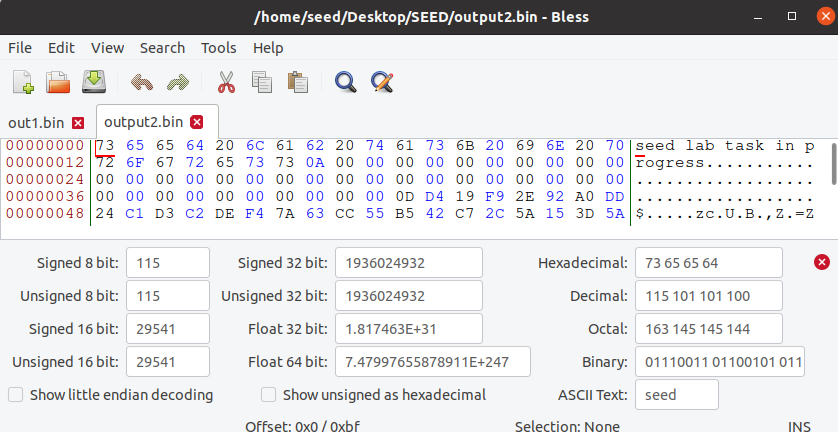 /home/seed/Desktop/SEED/output2.bin - Bless
File Edit View Search Tools Help
out1.bin output2.bin
00000000 73 65 65 64 20 6C 61 62 20 74 61 73 6B 20 69 6E 20 70 seed lab task in p
00000012 72 6F 67 72 65 73 73 0A 00 00 00 00 00 00 00 00 00 00 rogress...........
00000024 00 00 00 00 00 00 00 00 00 00 00 00 00 00 00 00 00 00 ..................
00000036 00 00 00 00 00 00 00 00 00 00 0D D4 19 F9 2E 92 A0 DD ..................
00000048 24 C1 D3 C2 DE F4 7A 63 CC 55 B5 42 C7 2C 5A 15 3D 5A $.....zc.U.B.,Z.=Z
Signed 8 bit: 115 Signed 32 bit: 1936024932 Hexadecimal: 73 65 65 64
Unsigned 8 bit: 115 Unsigned 32 bit: 1936024932 Decimal: 115 101 101 100
Signed 16 bit: 29541 Float 32 bit: 1.817463E+31 Octal: 163 145 145 144
Unsigned 16 bit: 29541 Float 64 bit: 7.47997655878911E+247 Binary: 01110011 01100101 011
Show little endian decoding Show unsigned as hexadecimal ASCII Text: seed
Offset: 0x0 / 0xbf Selection: None INS